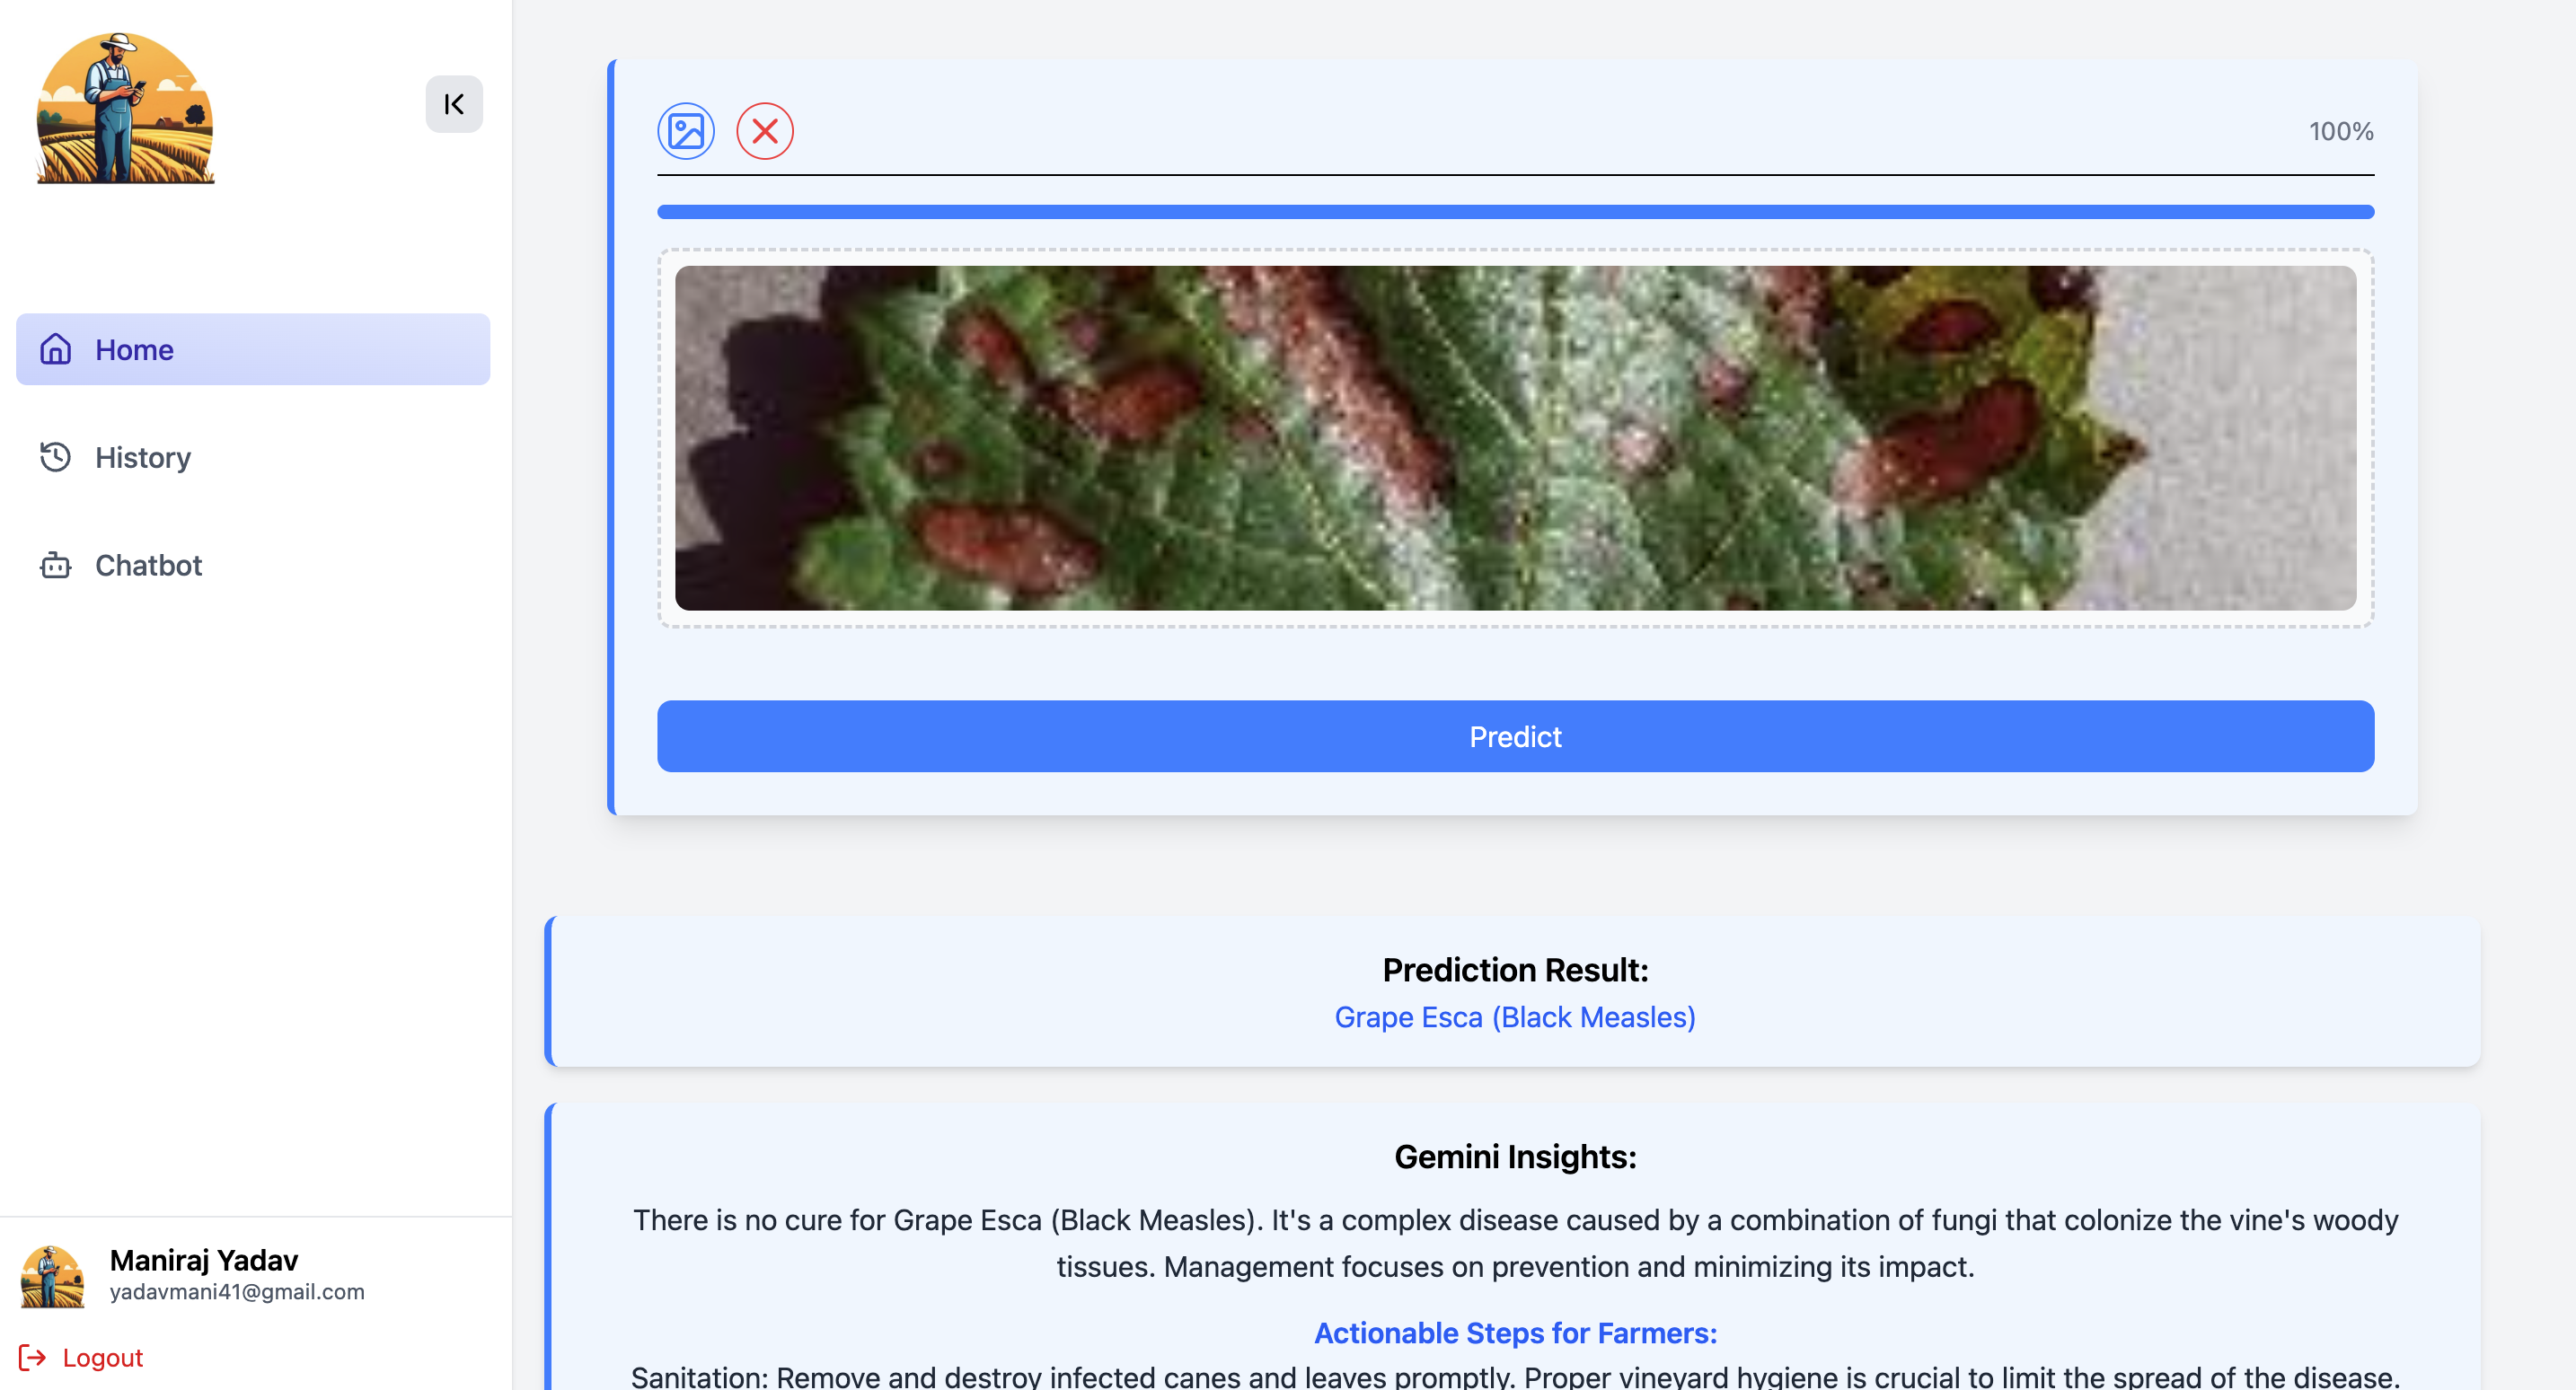 100%
Home
History
Chatbot
Predict
Prediction Result:
Grape Esca (Black Measles)
Gemini Insights:
There is no cure for Grape Esca (Black Measles). It's a complex disease caused by a combination of fungi that colonize the vine's woody
tissues. Management focuses on prevention and minimizing its impact.
Actionable Steps for Farmers:
Sanitation: Remove and destroy infected canes and leaves promptly. Proper vineyard hygiene is crucial to limit the spread of the disease.
Maniraj Yadav
yadavmani41@gmail.com
Logout